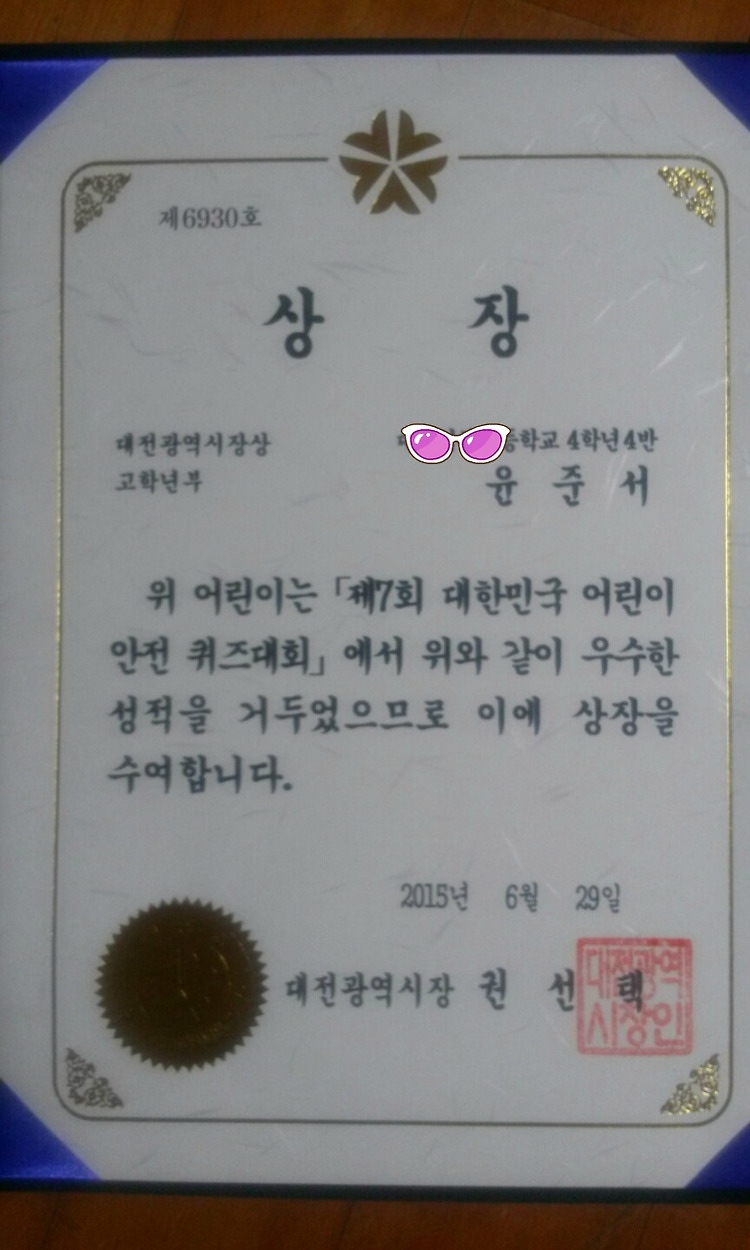 제6930호
상 장
대전광역시장상
고학년부
등학교 4학년4반
윤 준 서
위 어린이는 「제7회 대한민국 어린이
안전 퀴즈대회」에서 위와 같이 우수한
성적을 거두었으므로 이에 상장을
수여합니다.
2015년 6월 29일
대전광역시장 권 선 택
대전광역
시장인